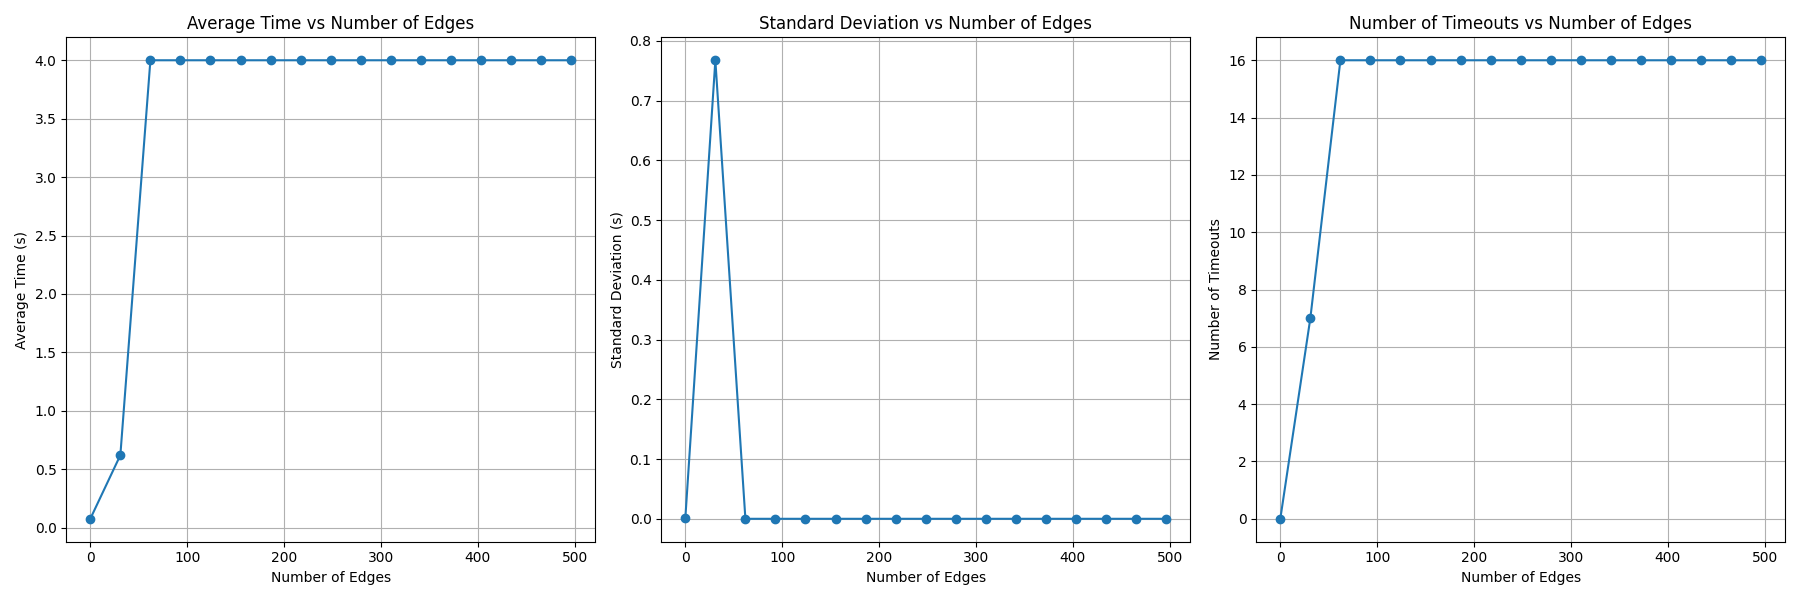 Average Time vs Number of Edges
Average Time (s)
4.0
3.5
3.0
2.5
2.0
1.5
1.0
0.5
0.0
0 100 200 300 400 500
Number of Edges
Standard Deviation vs Number of Edges
Standard Deviation (s)
0.8
0.7
0.6
0.5
0.4
0.3
0.2
0.1
0.0
0 100 200 300 400 500
Number of Edges
Number of Timeouts vs Number of Edges
Number of Timeouts
16
14
12
10
8
6
4
2
0
0 100 200 300 400 500
Number of Edges